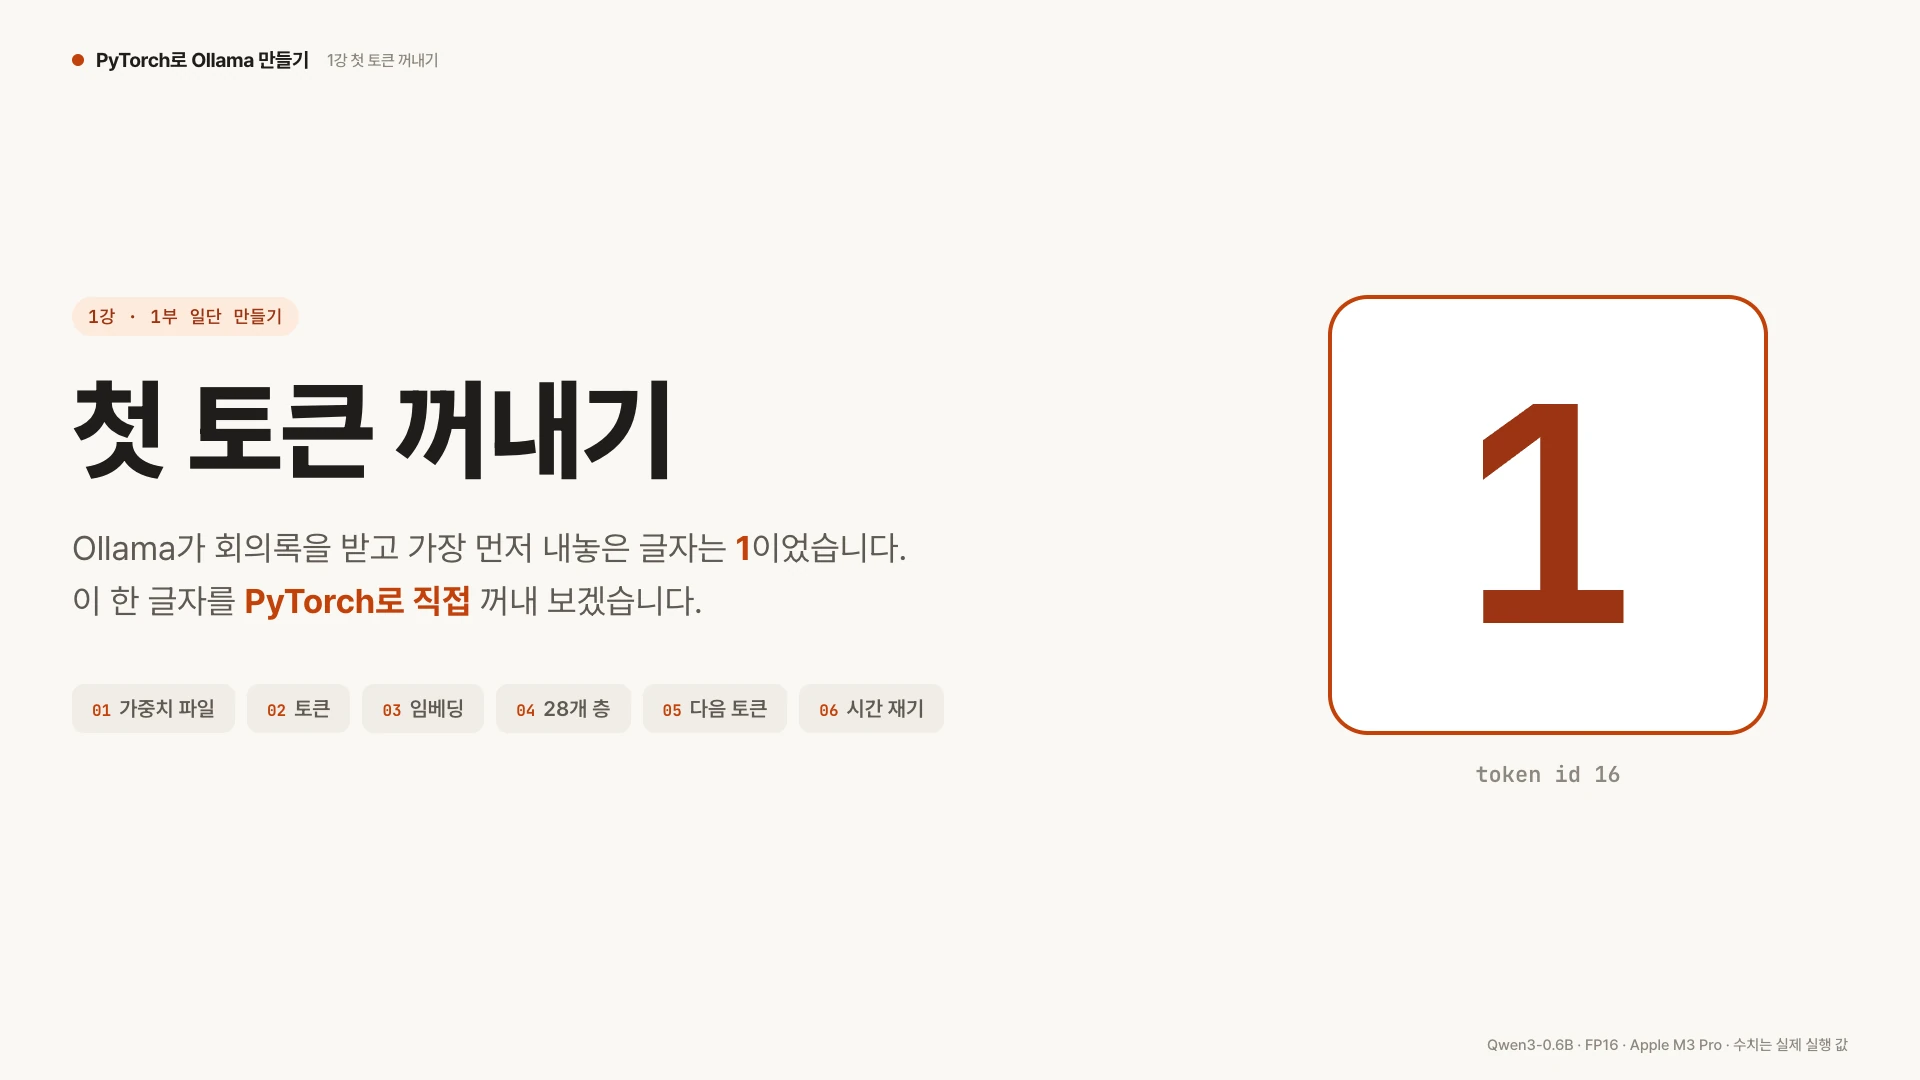 PyTorch로 Ollama 만들기 1강 첫 토큰 꺼내기
1강 · 1부 일단 만들기
첫 토큰 꺼내기
Ollama가 회의록을 받고 가장 먼저 내놓은 글자는 1이었습니다.
이 한 글자를 PyTorch로 직접 꺼내 보겠습니다.
01 가중치 파일 02 토큰 03 임베딩 04 28개 층 05 다음 토큰 06 시간 재기
1
token id 16
Qwen3-0.6B · FP16 · Apple M3 Pro · 수치는 실제 실행 값